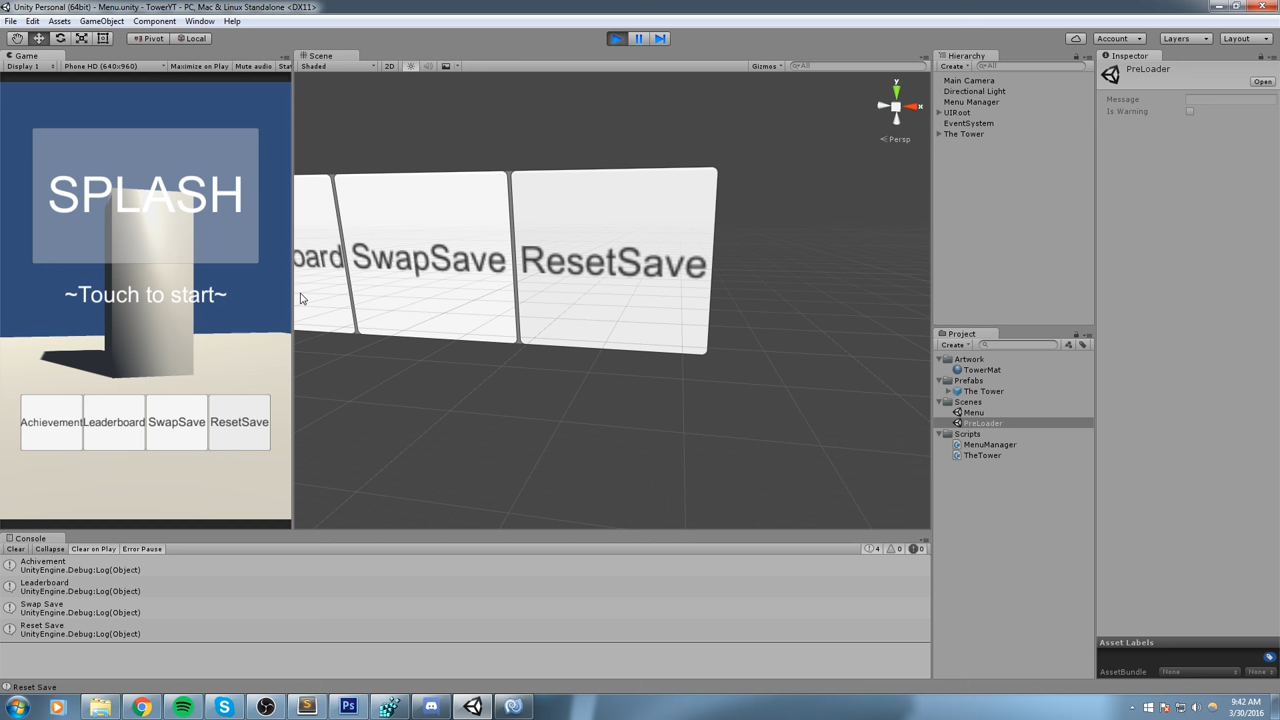 Unity Personal (64bit) - Menu.unity - TowerYT - PC, Mac & Linux Standalone <DX11>
File Edit Assets GameObject Component Window Help
Pivot Local Account Layers Layout
Game
Display 1 Phone HD (640x960) Maximize on Play Mute audio Stat
SPLASH
~Touch to start~
Achievement Leaderboard SwapSave ResetSave
Scene
Shaded 2D Gizmos All
y
x
Persp
oard SwapSave ResetSave
Hierarchy
Create All
Main Camera
Directional Light
Menu Manager
UIRoot
EventSystem
The Tower
Project
Create
Artwork
TowerMat
Prefabs
The Tower
Scenes
Menu
PreLoader
Scripts
MenuManager
TheTower
Inspector
PreLoader
Open
Message
Is Warning
Asset Labels
AssetBundle None None
Console
Clear Collapse Clear on Play Error Pause 4 0 0
Achivement
UnityEngine.Debug:Log(Object)
Leaderboard
UnityEngine.Debug:Log(Object)
Swap Save
UnityEngine.Debug:Log(Object)
Reset Save
UnityEngine.Debug:Log(Object)
Reset Save
9:42 AM
3/30/2016